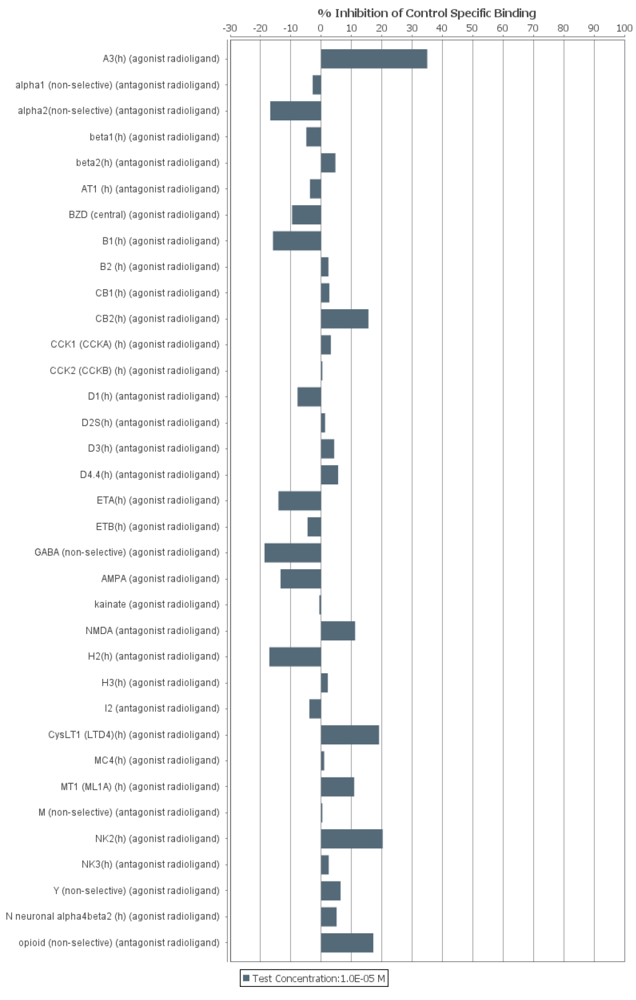 % Inhibition of Control Specific Binding
-30 -20 -10 0 10 20 30 40 50 60 70 80 90 100
A3(h) (agonist radioligand)
alpha1 (non-selective) (antagonist radioligand)
alpha2(non-selective) (antagonist radioligand)
beta1(h) (agonist radioligand)
beta2(h) (antagonist radioligand)
AT1 (h) (antagonist radioligand)
BZD (central) (agonist radioligand)
B1(h) (agonist radioligand)
B2 (h) (agonist radioligand)
CB1(h) (agonist radioligand)
CB2(h) (agonist radioligand)
CCK1 (CCKA) (h) (agonist radioligand)
CCK2 (CCKB) (h) (agonist radioligand)
D1(h) (antagonist radioligand)
D2S(h) (antagonist radioligand)
D3(h) (antagonist radioligand)
D4.4(h) (antagonist radioligand)
ETA(h) (agonist radioligand)
ETB(h) (agonist radioligand)
GABA (non-selective) (agonist radioligand)
AMPA (agonist radioligand)
kainate (agonist radioligand)
NMDA (antagonist radioligand)
H2(h) (antagonist radioligand)
H3(h) (agonist radioligand)
I2 (antagonist radioligand)
CysLT1 (LTD4)(h) (agonist radioligand)
MC4(h) (agonist radioligand)
MT1 (ML1A) (h) (agonist radioligand)
M (non-selective) (antagonist radioligand)
NK2(h) (agonist radioligand)
NK3(h) (antagonist radioligand)
Y (non-selective) (agonist radioligand)
N neuronal alpha4beta2 (h) (agonist radioligand)
opioid (non-selective) (antagonist radioligand)
Test Concentration:1.0E-05 M